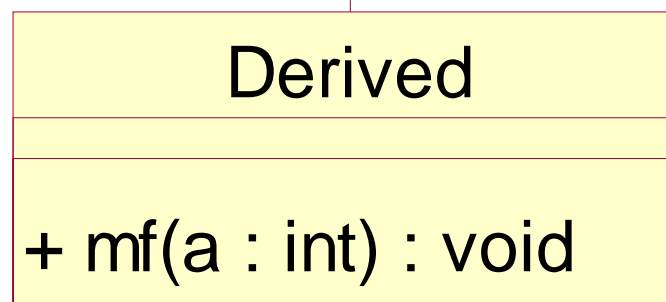 Derived
+ mf(a : int) : void